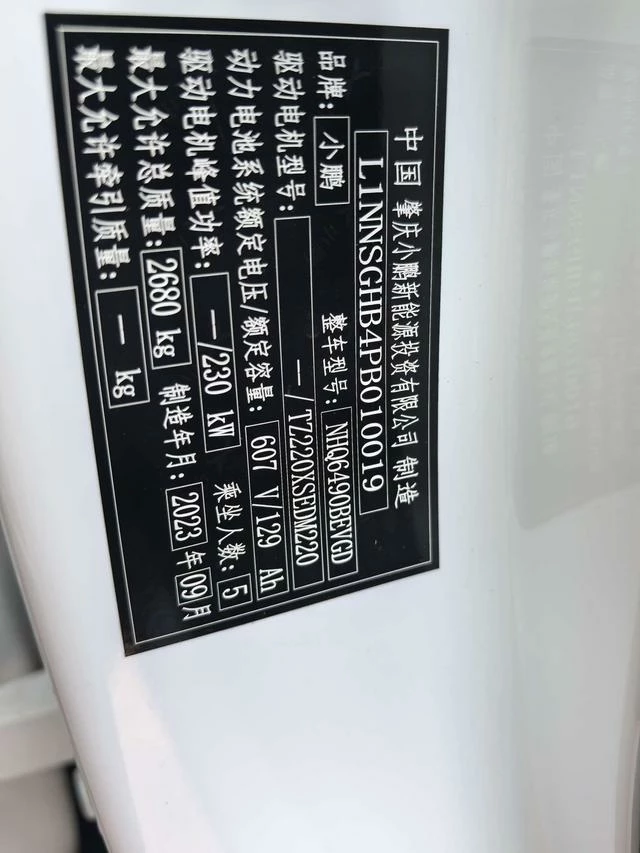 中国 肇庆小鹏新能源投资有限公司 制造
L1NNSGHB4PB010019
品牌: 小鹏 整车型号: NHQ6490BEVGD
驱动电机型号: —/TZ220XSEDM220
动力电池系统额定电压/额定容量: 607 V/129 Ah
驱动电机峰值功率: —/230 kW 乘坐人数: 5
最大允许总质量: 2680 kg 制造年月: 2023 年 09 月
最大允许牵引质量: — kg